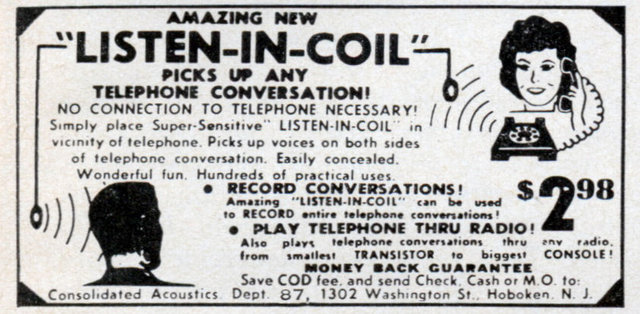 AMAZING NEW
"LISTEN-IN-COIL"
PICKS UP ANY
TELEPHONE CONVERSATION!
NO CONNECTION TO TELEPHONE NECESSARY!
Simply place Super-Sensitive" LISTEN-IN-COIL" in
vicinity of telephone. Picks up voices on both sides
of telephone conversation. Easily concealed.
Wonderful fun. Hundreds of practical uses.
• RECORD CONVERSATIONS!
Amazing "LISTEN-IN-COIL" can be used
to RECORD entire telephone conversations!
$2.98
• PLAY TELEPHONE THRU RADIO!
Also plays telephone conversations thru any radio,
from smallest TRANSISTOR to biggest CONSOLE!
MONEY BACK GUARANTEE
Save COD fee, and send Check, Cash or M.O. to:
Consolidated Acoustics, Dept. 87, 1302 Washington St., Hoboken, N. J.